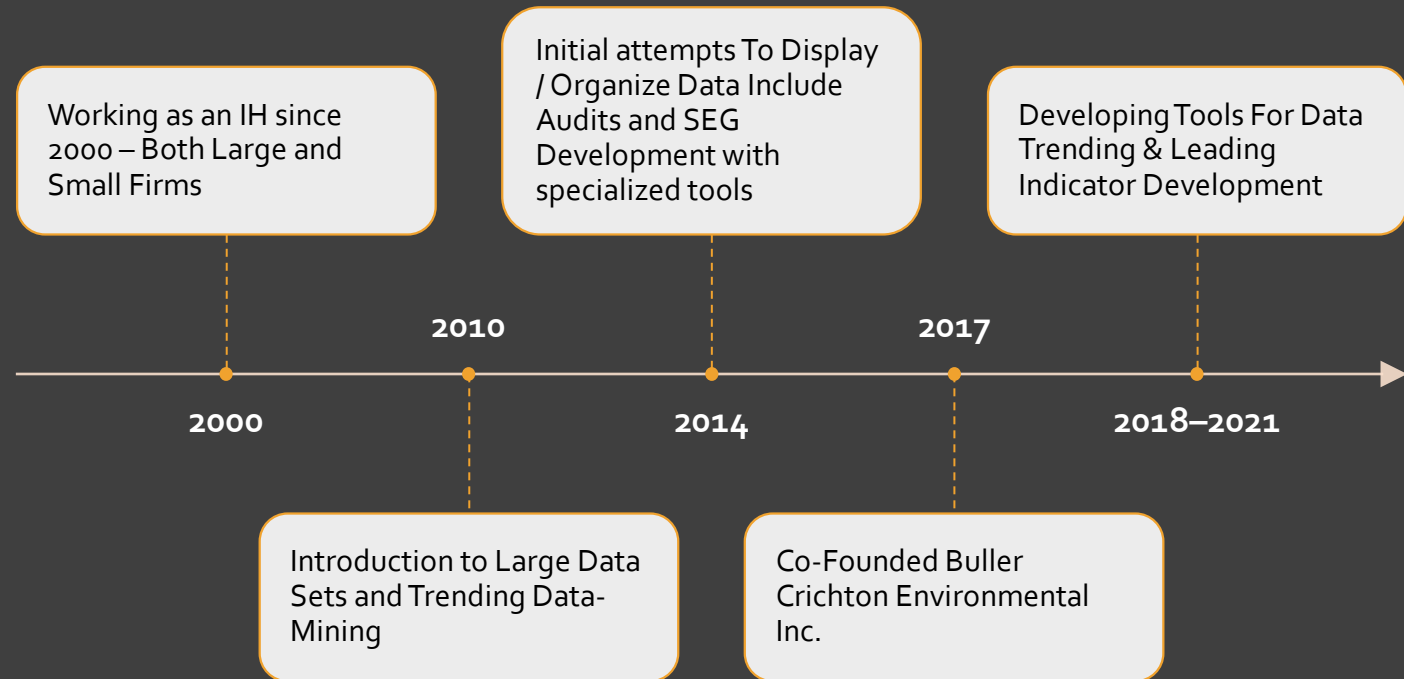 Working as an IH since
2000 – Both Large and
Small Firms
2000
2010
Introduction to Large Data
Sets and Trending Data-
Mining
Initial attempts To Display
/ Organize Data Include
Audits and SEG
Development with
specialized tools
2014
2017
Co-Founded Buller
Crichton Environmental
Inc.
Developing Tools For Data
Trending & Leading
Indicator Development
2018–2021